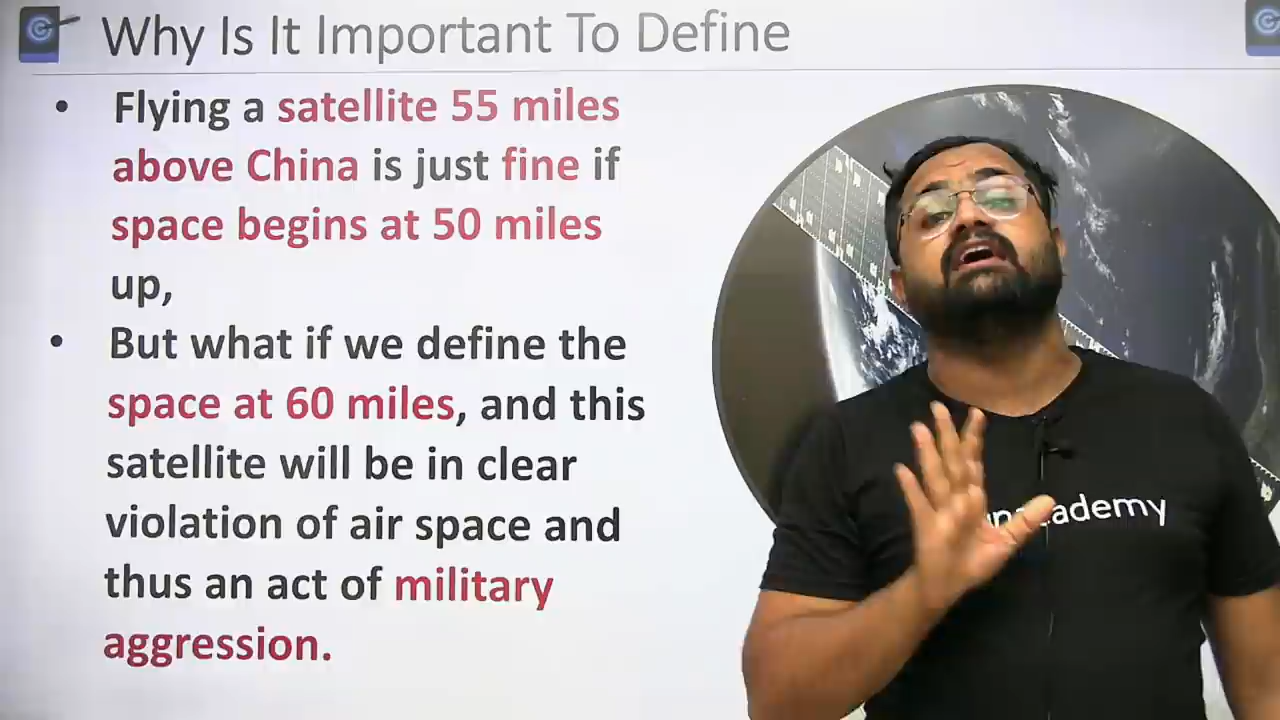 Why Is It Important To Define
• Flying a satellite 55 miles
above China is just fine if
space begins at 50 miles
up,
• But what if we define the
space at 60 miles, and this
satellite will be in clear
violation of air space and
thus an act of military
aggression.
unacademy